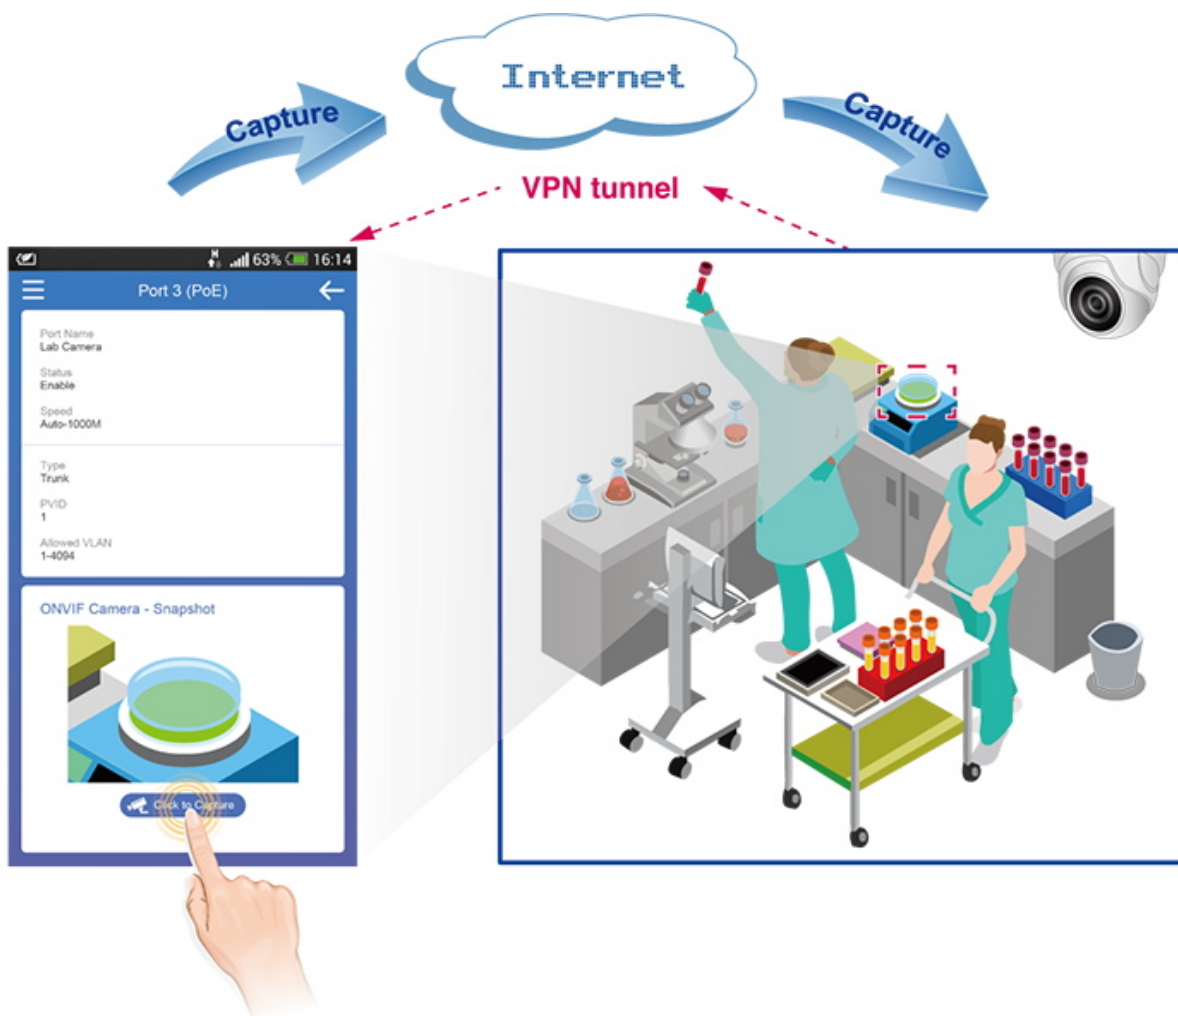 Internet
Capture
Capture
VPN tunnel
H
63% 16:14
Port 3 (PoE)
Port Name
Lab Camera
Status
Enable
Speed
Auto-1000M
Type
Trunk
PVID
1
Allowed VLAN
1-4094
ONVIF Camera - Snapshot
Click to Capture